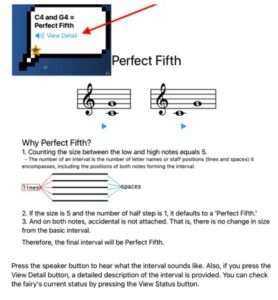 C4 and G4 =
Perfect Fifth
View Detail
Perfect Fifth
Why Perfect Fifth?
1. Counting the size between the low and high notes equals 5.
- The number of an interval is the number of letter names or staff positions (lines and spaces) it
encompasses, including the positions of both notes forming the interval.
lines
spaces
2. If the size is 5 and the number of half step is 1, it defaults to a 'Perfect Fifth.'
3. And on both notes, accidental is not attached. That is, there is no change in size
from the basic interval.
Therefore, the final interval will be Perfect Fifth.
Press the speaker button to hear what the interval sounds like. Also, if you press the
View Detail button, a detailed description of the interval is provided. You can check
the fairy's current status by pressing the View Status button.